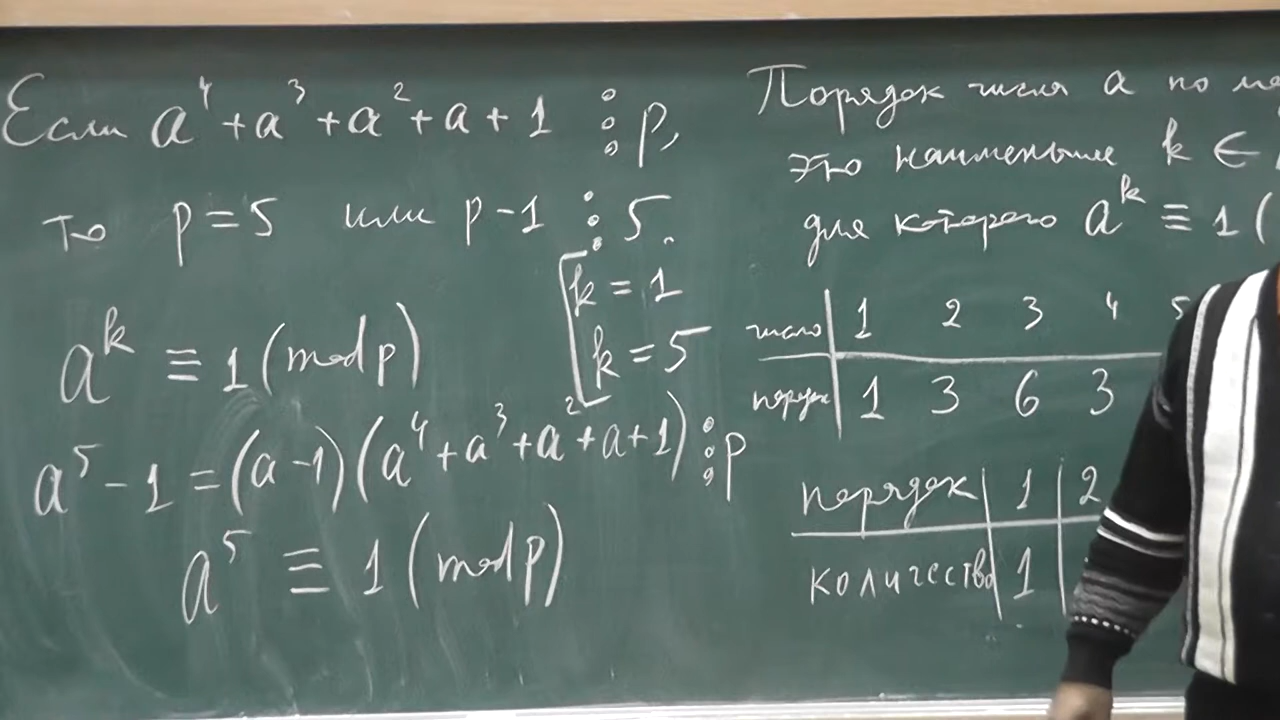 Если a⁴ + a³ + a² + a + 1 ⋮ p,
то p = 5 или p - 1 ⋮ 5.
k = 1
k = 5
aᵏ ≡ 1 (mod p)
a⁵ - 1 = (a - 1)(a⁴ + a³ + a² + a + 1) ⋮ p
a⁵ ≡ 1 (mod p)
Порядок числа a по
это наименьшее k ∈
для которого aᵏ ≡ 1 (
число 1 2 3 4 5
порядок 1 3 6 3
порядок 1 2
количество 1